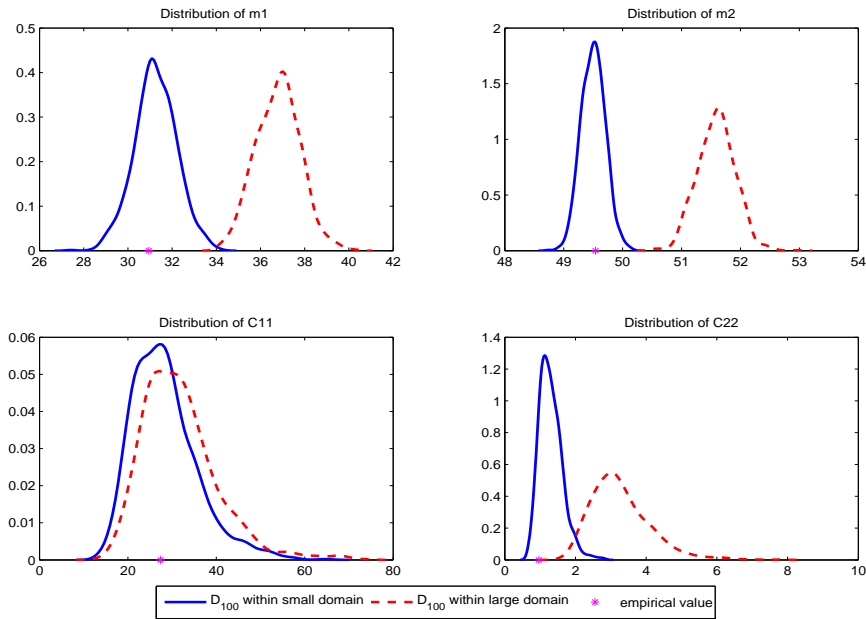 Distribution of m1
0.5
0.4
0.3
0.2
0.1
0
26 28 30 32 34 36 38 40 42
Distribution of m2
2
1.5
1
0.5
0
48 49 50 51 52 53 54
Distribution of C11
0.06
0.05
0.04
0.03
0.02
0.01
0
0 20 40 60 80
Distribution of C22
1.4
1.2
1
0.8
0.6
0.4
0.2
0
0 2 4 6 8 10
D100 within small domain D100 within large domain empirical value